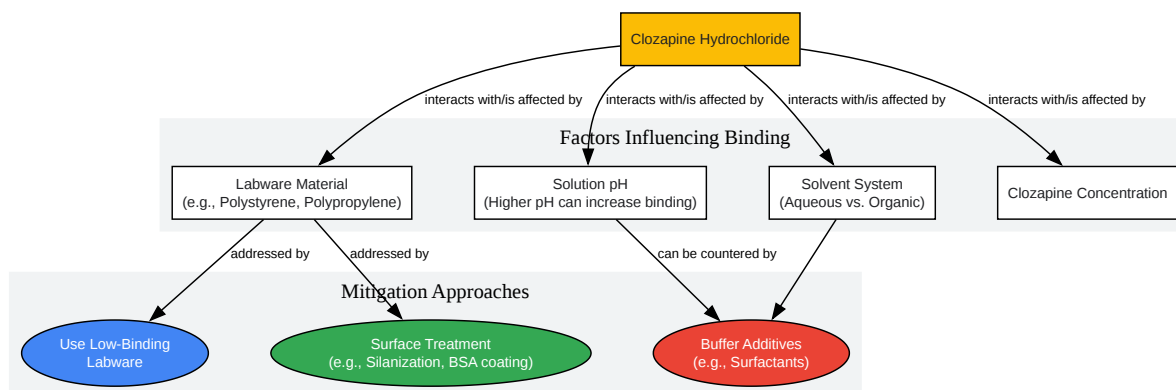 Clozapine Hydrochloride
interacts with/is affected by
interacts with/is affected by
interacts with/is affected by
interacts with/is affected by
Factors Influencing Binding
Labware Material
(e.g., Polystyrene, Polypropylene)
Solution pH
(Higher pH can increase binding)
Solvent System
(Aqueous vs. Organic)
Clozapine Concentration
addressed by
addressed by
can be countered by
Mitigation Approaches
Use Low-Binding
Labware
Surface Treatment
(e.g., Silanization, BSA coating)
Buffer Additives
(e.g., Surfactants)